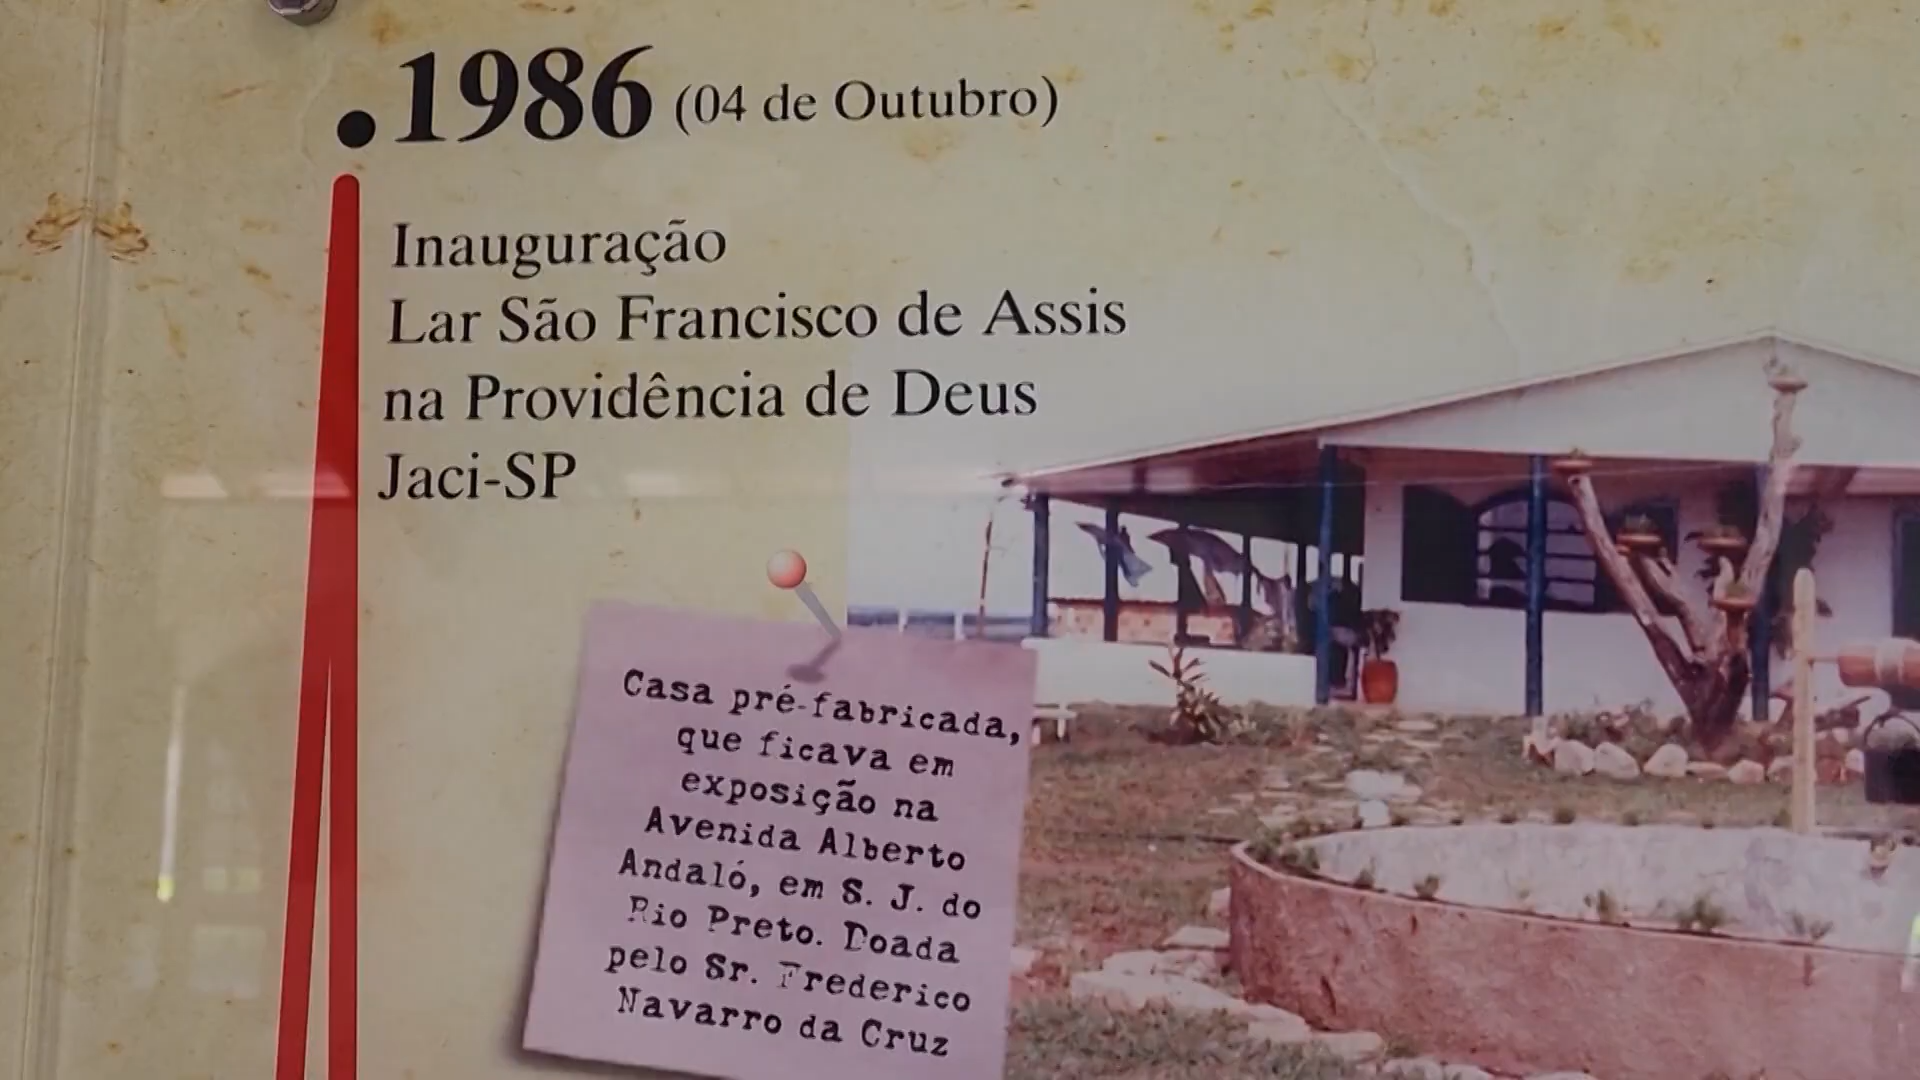 .1986 (04 de Outubro)
Inauguração
Lar São Francisco de Assis
na Providência de Deus
Jaci-SP
Casa pré-fabricada,
que ficava em
exposição na
Avenida Alberto
Andaló, em S. J. do
Rio Preto. Doada
pelo Sr. Frederico
Navarro da Cruz